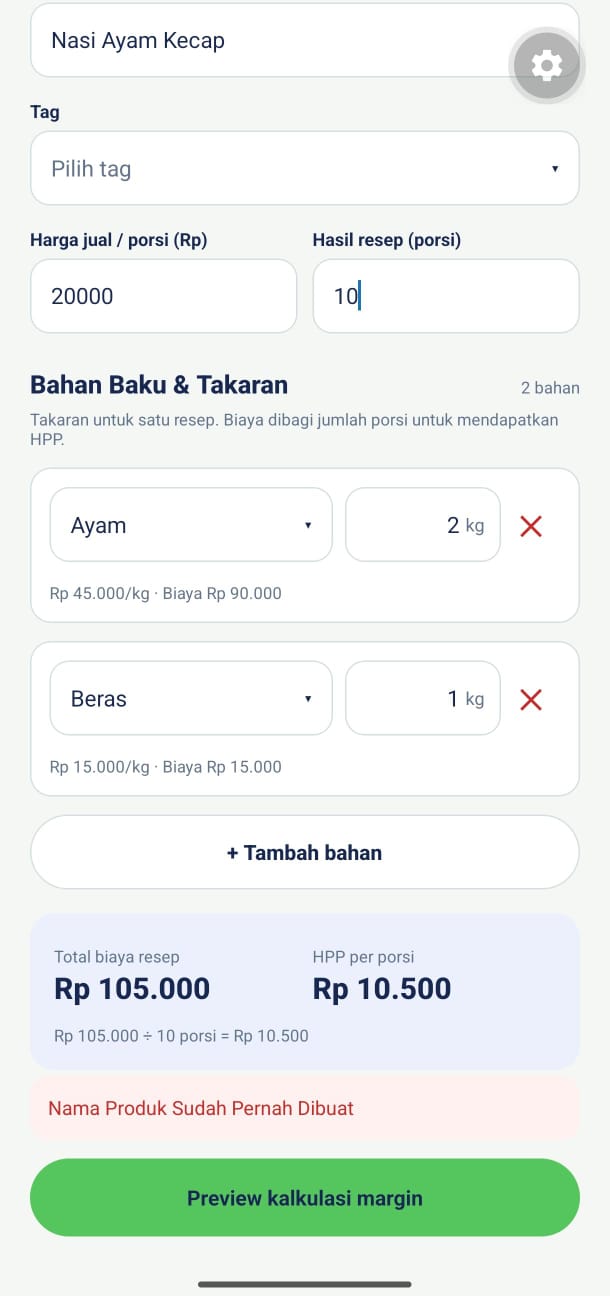 Nasi Ayam Kecap
Tag
Pilih tag
Harga jual / porsi (Rp)
Hasil resep (porsi)
20000
10
Bahan Baku & Takaran
2 bahan
Takaran untuk satu resep. Biaya dibagi jumlah porsi untuk mendapatkan
HPP.
Ayam
2 kg
Rp 45.000/kg · Biaya Rp 90.000
Beras
1 kg
Rp 15.000/kg · Biaya Rp 15.000
+ Tambah bahan
Total biaya resep
HPP per porsi
Rp 105.000
Rp 10.500
Rp 105.000 ÷ 10 porsi = Rp 10.500
Nama Produk Sudah Pernah Dibuat
Preview kalkulasi margin